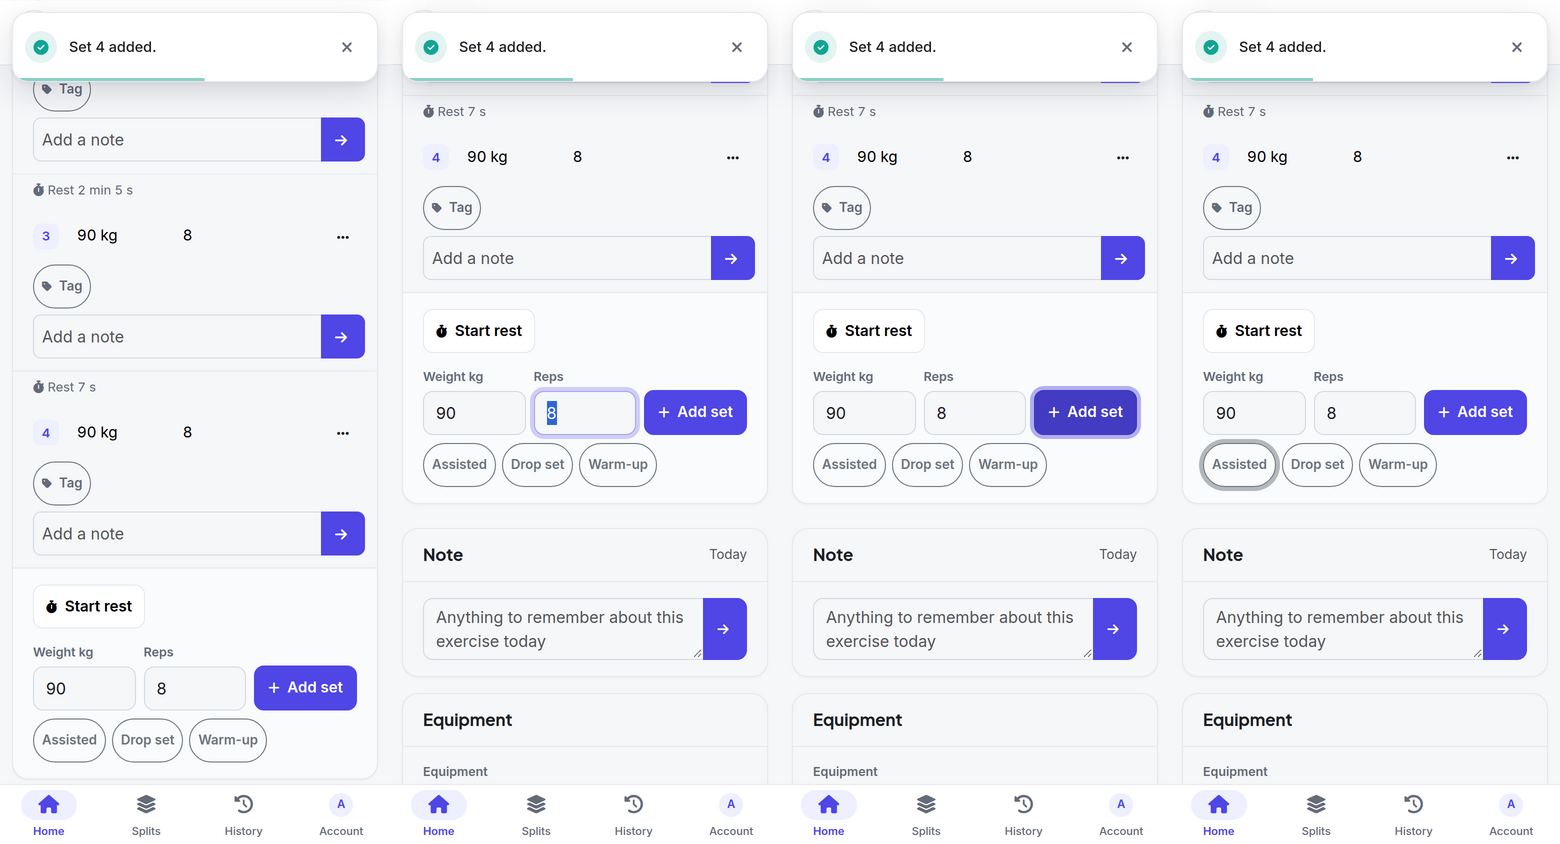 Set 4 added.
Tag
Add a note
Rest 2 min 5 s
3 90 kg 8
Tag
Add a note
Rest 7 s
4 90 kg 8
Tag
Add a note
Start rest
Weight kg Reps
90 8 + Add set
Assisted Drop set Warm-up
Home Splits History A Account
Set 4 added.
Rest 7 s
4 90 kg 8
Tag
Add a note
Start rest
Weight kg Reps
90 8 + Add set
Assisted Drop set Warm-up
Note Today
Anything to remember about this
exercise today
Equipment
Equipment
Home Splits History A Account
Set 4 added.
Rest 7 s
4 90 kg 8
Tag
Add a note
Start rest
Weight kg Reps
90 8 + Add set
Assisted Drop set Warm-up
Note Today
Anything to remember about this
exercise today
Equipment
Equipment
Home Splits History A Account
Set 4 added.
Rest 7 s
4 90 kg 8
Tag
Add a note
Start rest
Weight kg Reps
90 8 + Add set
Assisted Drop set Warm-up
Note Today
Anything to remember about this
exercise today
Equipment
Equipment
Home Splits History A Account